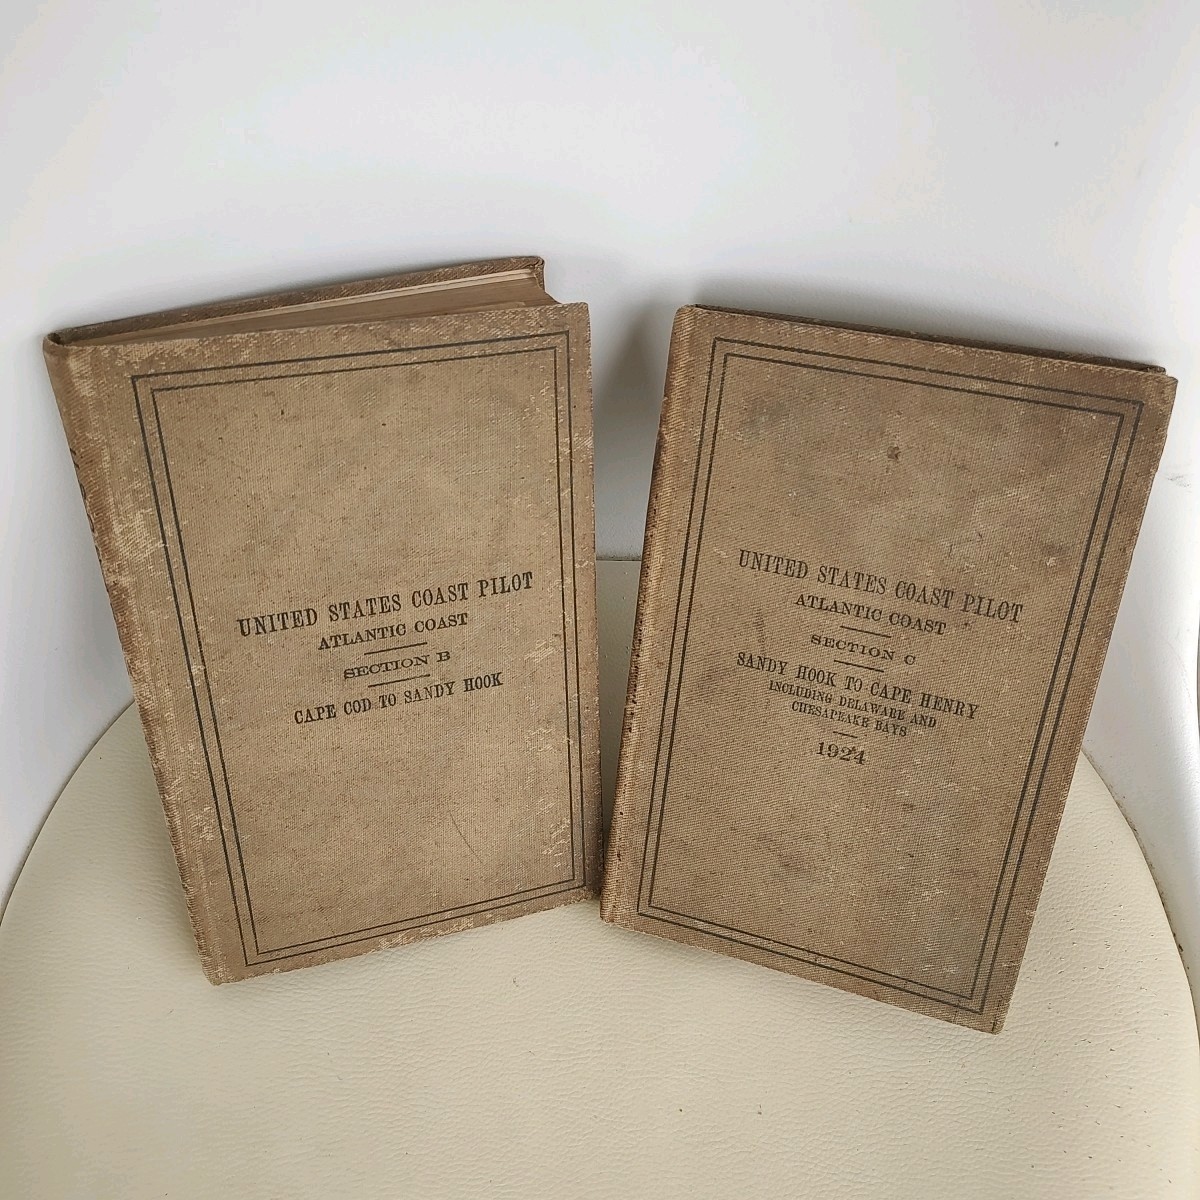 UNITED STATES COAST PILOT
ATLANTIC COAST
SECTION B
CAPE COD TO SANDY HOOK
UNITED STATES COAST PILOT
ATLANTIC COAST
SECTION C
SANDY HOOK TO CAPE HENRY
INCLUDING DELAWARE AND
CHESAPEAKE BAYS
1924